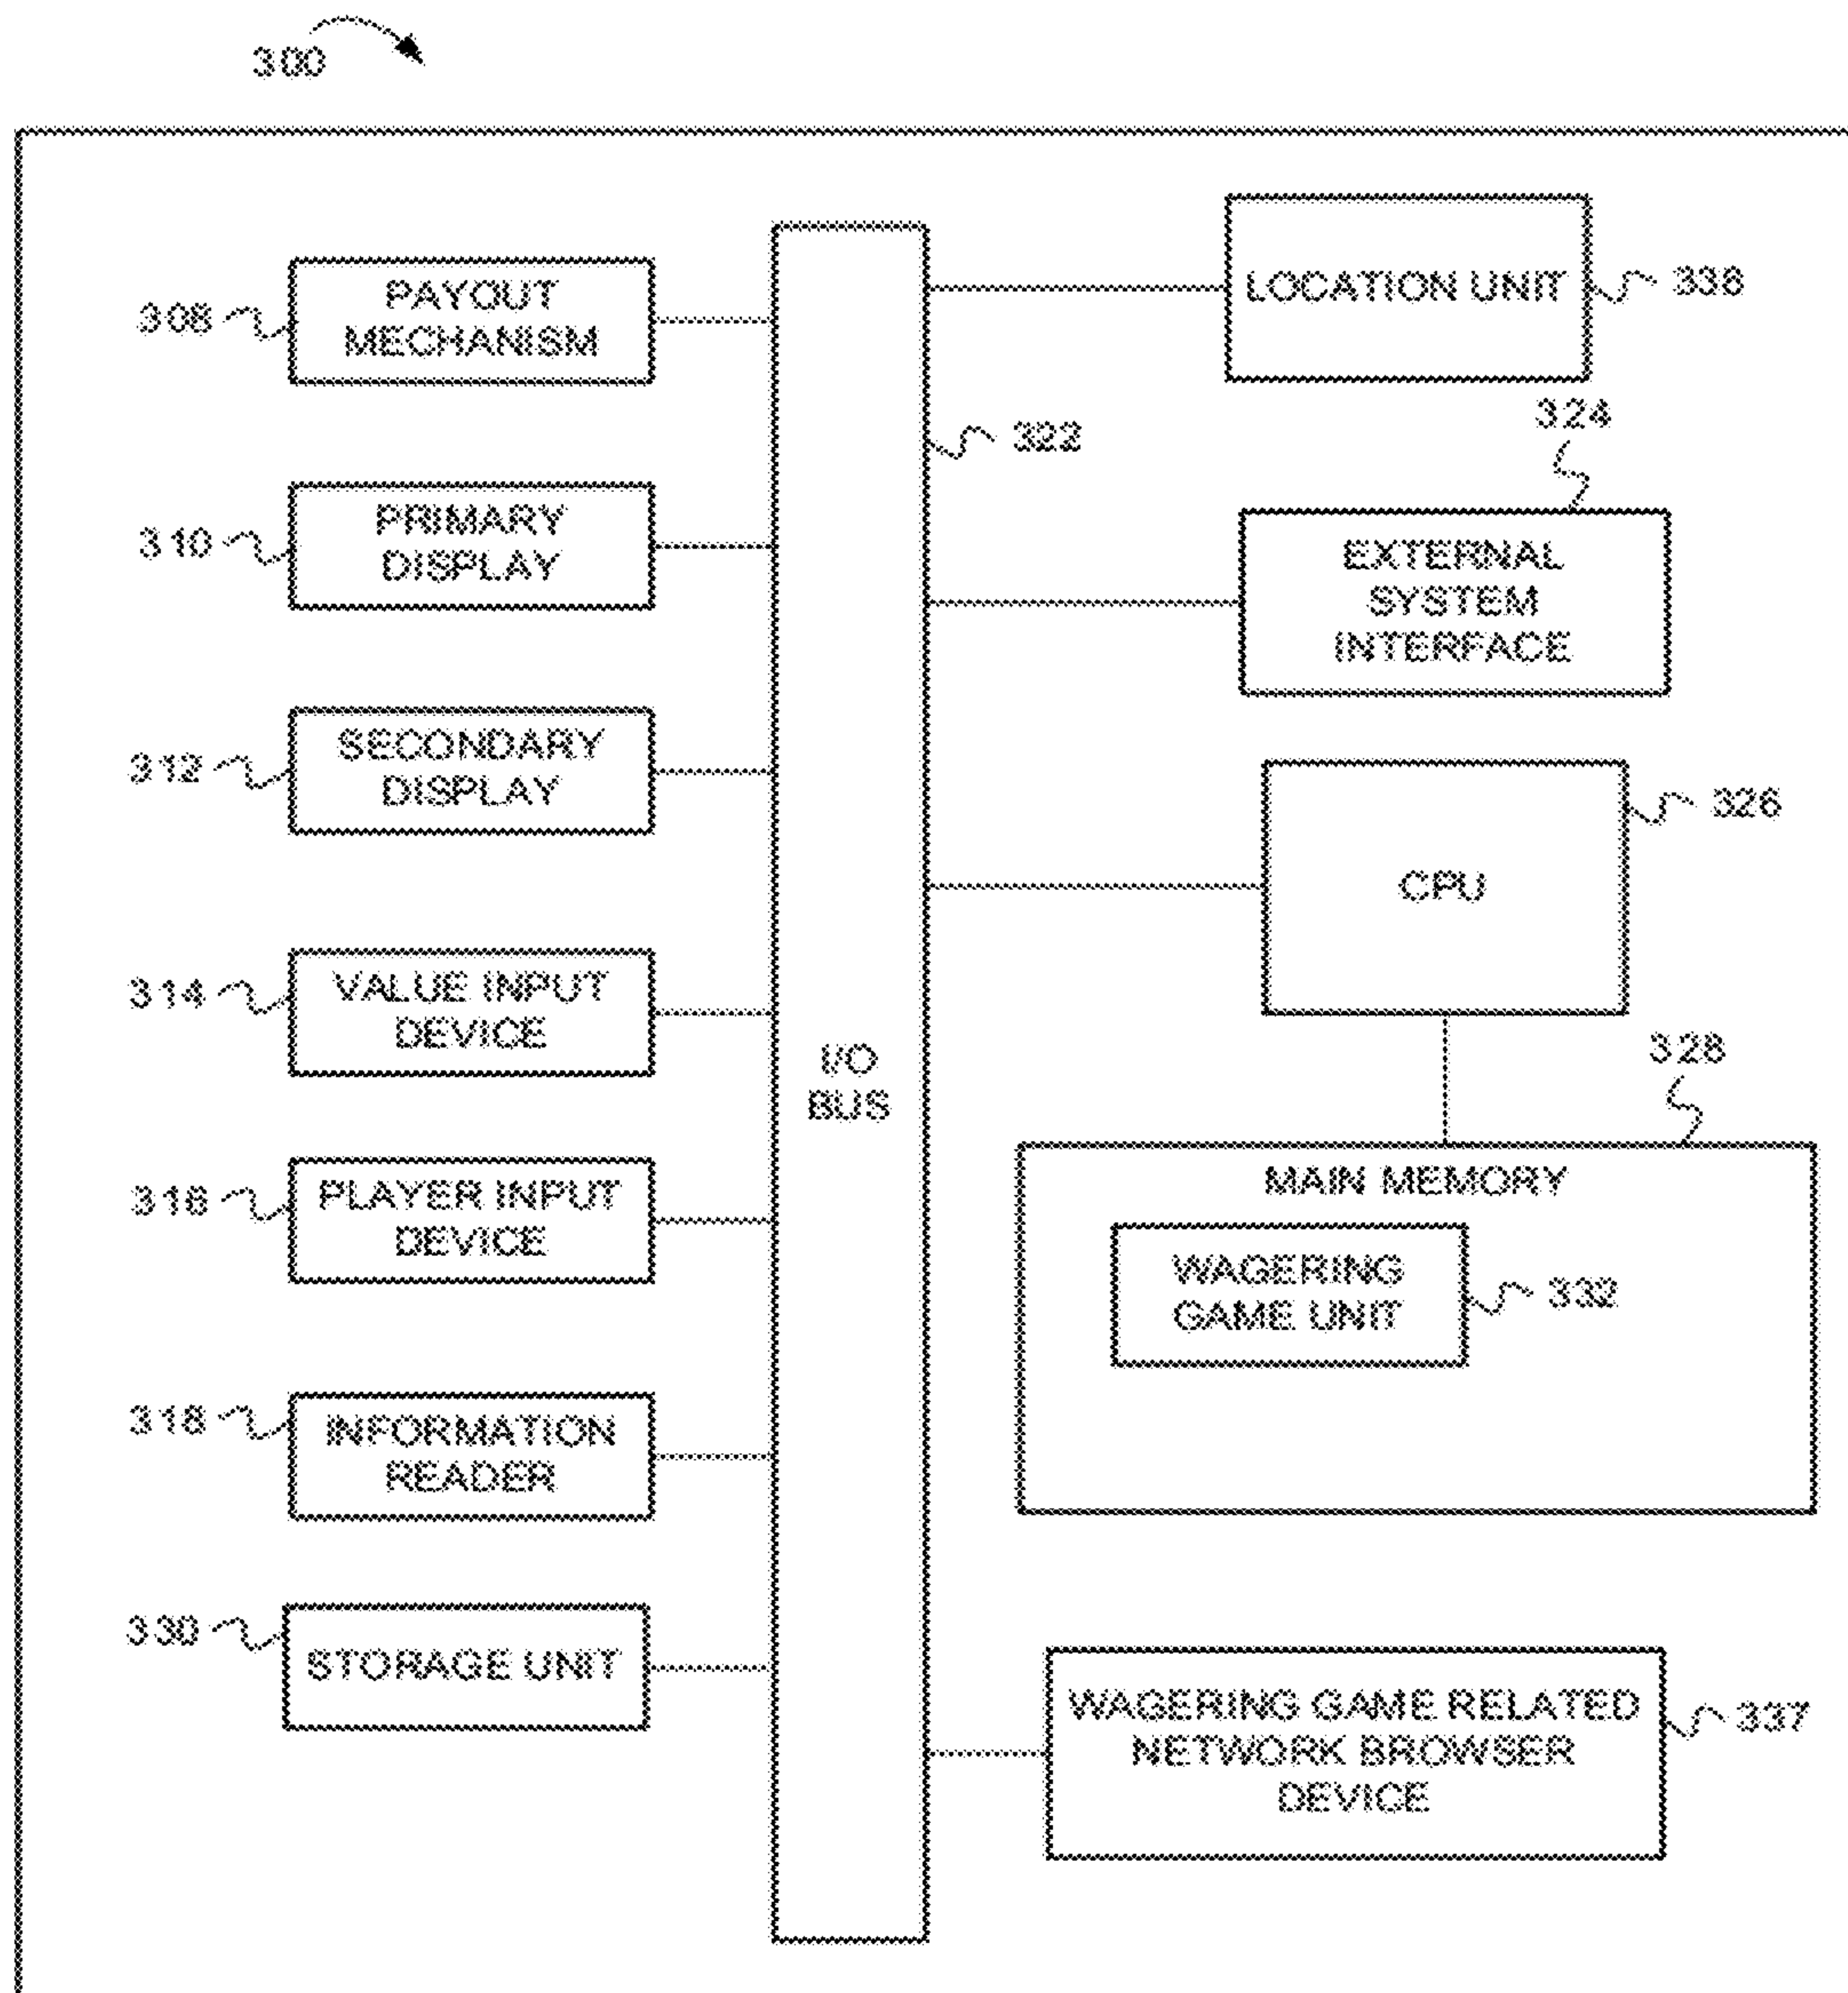 300
308
PAYOUT
MECHANISM
LOCATION UNIT
338
322
324
310
PRIMARY
DISPLAY
EXTERNAL
SYSTEM
INTERFACE
312
SECONDARY
DISPLAY
CPU
326
314
VALUE INPUT
DEVICE
I/O
BUS
328
MAIN MEMORY
316
PLAYER INPUT
DEVICE
WAGERING
GAME UNIT
332
318
INFORMATION
READER
330
STORAGE UNIT
WAGERING GAME RELATED
NETWORK BROWSER
DEVICE
337